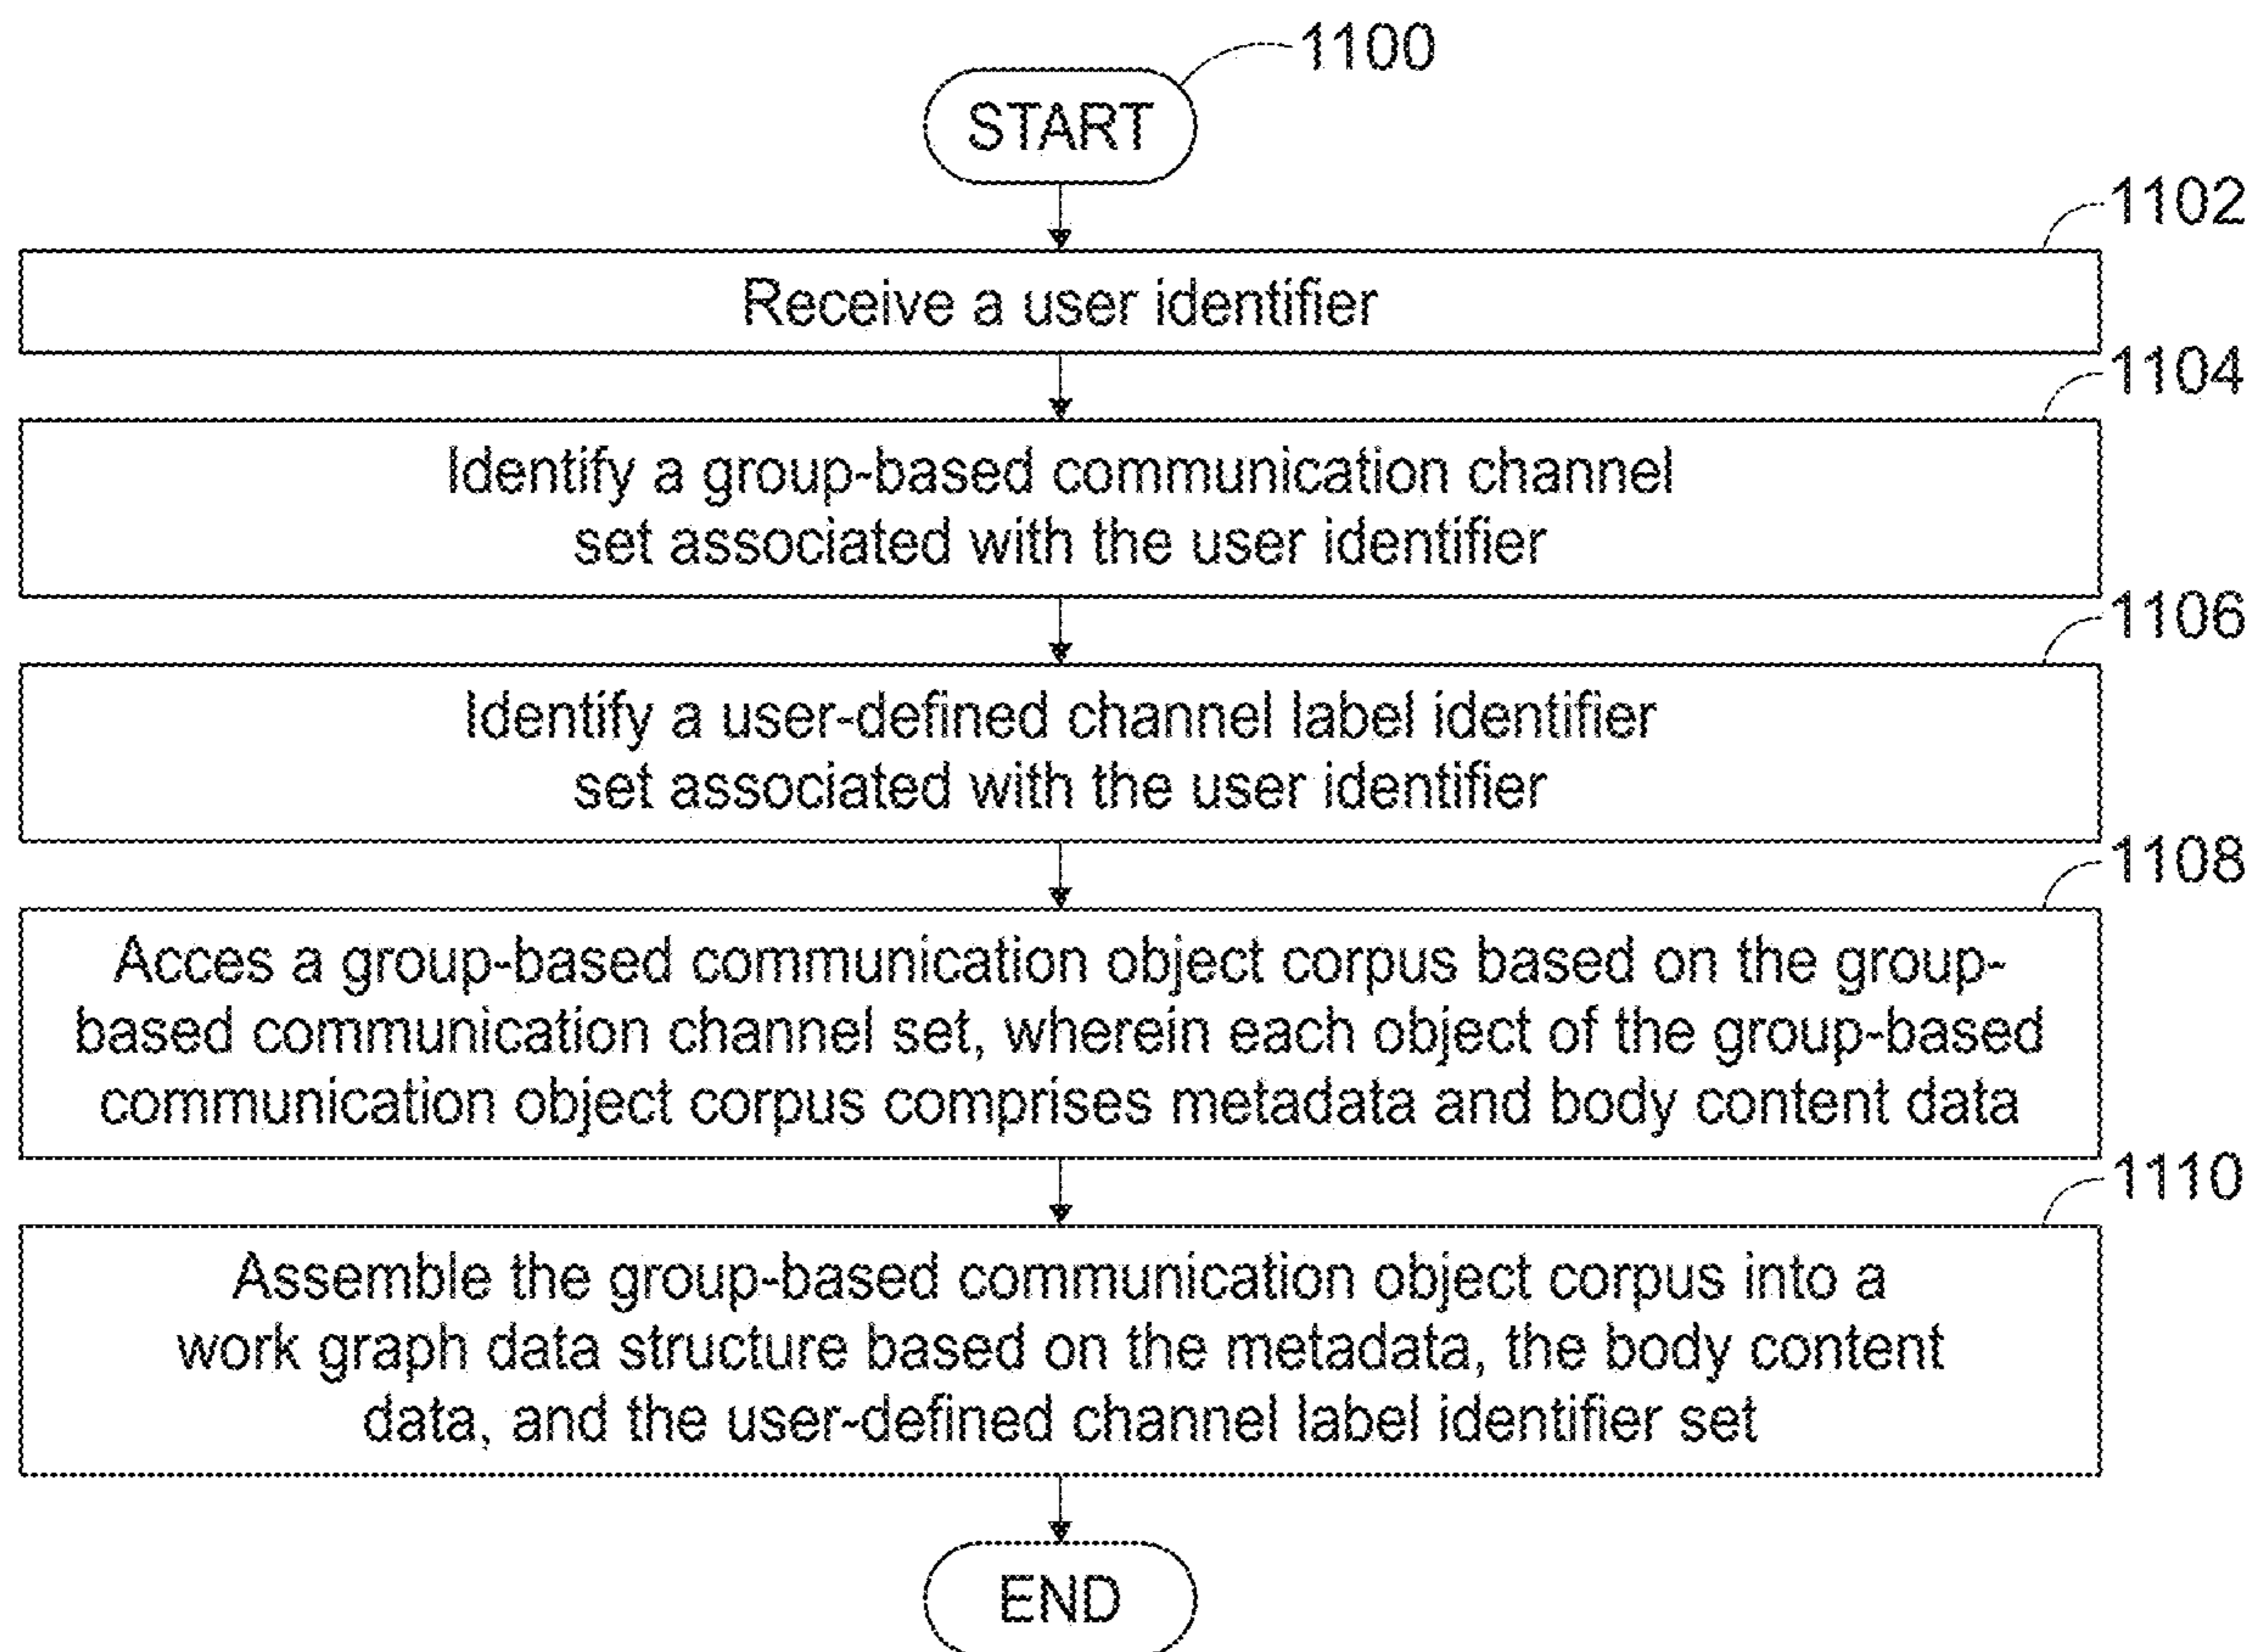 1100
START
1102
Receive a user identifier
1104
Identify a group-based communication channel
set associated with the user identifier
1106
Identify a user-defined channel label identifier
set associated with the user identifier
1108
Acces a group-based communication object corpus based on the group-
based communication channel set, wherein each object of the group-based
communication object corpus comprises metadata and body content data
1110
Assemble the group-based communication object corpus into a
work graph data structure based on the metadata, the body content
data, and the user-defined channel label identifier set
END